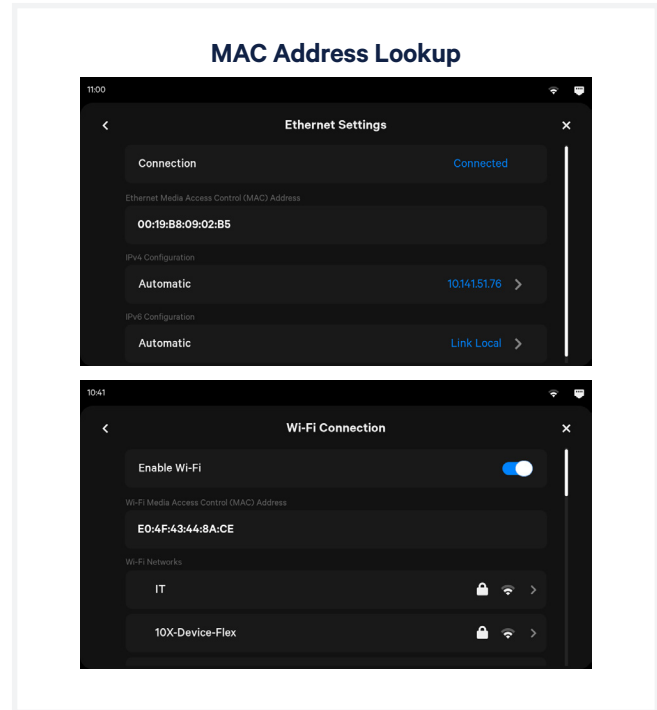 MAC Address Lookup
11:00
Ethernet Settings
Connection Connected
Ethernet Media Access Control (MAC) Address
00:19:B8:09:02:B5
IPv4 Configuration
Automatic 10.141.51.76
IPv6 Configuration
Automatic Link Local
10:41
Wi-Fi Connection
Enable Wi-Fi
Wi-Fi Media Access Control (MAC) Address
E0:4F:43:44:8A:CE
Wi-Fi Networks
IT
10X-Device-Flex